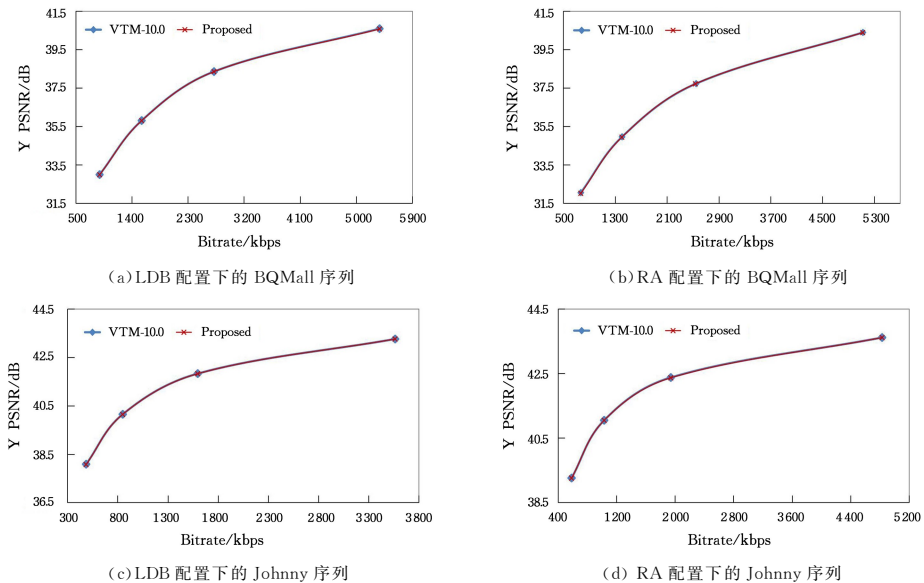 41.5
39.5
37.5
35.5
33.5
31.5
Y PSNR/dB
VTM-10.0 Proposed
500 1400 2300 3200 4100 5000 5900
Bitrate/kbps
(a)LDB 配置下的 BQMall 序列
41.5
39.5
37.5
35.5
33.5
31.5
Y PSNR/dB
VTM-10.0 Proposed
500 1300 2100 2900 3700 4500 5300
Bitrate/kbps
(b)RA 配置下的 BQMall 序列
44.5
42.5
40.5
38.5
36.5
Y PSNR/dB
VTM-10.0 Proposed
300 800 1300 1800 2300 2800 3300 3800
Bitrate/kbps
(c)LDB 配置下的 Johnny 序列
44.5
42.5
40.5
38.5
Y PSNR/dB
VTM-10.0 Proposed
400 1200 2000 2800 3600 4400 5200
Bitrate/kbps
(d) RA 配置下的 Johnny 序列